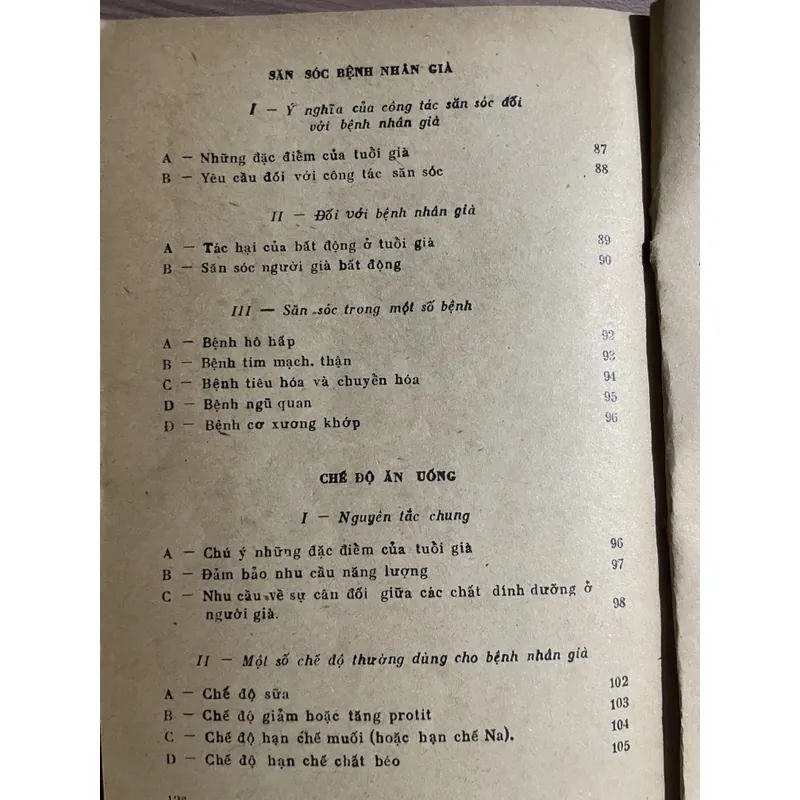 SĂN SÓC BỆNH NHÂN GIÀ
I — Ý nghĩa của công tác săn sóc đối
với bệnh nhân già
A — Những đặc điểm của tuổi già 87
B — Yêu cầu đối với công tác săn sóc 88
II — Đối với bệnh nhân già
A — Tác hại của bất động ở tuổi già 89
B — Săn sóc người già bất động 90
III — Săn sóc trong một số bệnh
A — Bệnh hô hấp 92
B — Bệnh tim mạch. thận 93
C — Bệnh tiêu hóa và chuyển hóa 94
D — Bệnh ngũ quan 95
Đ — Bệnh cơ xương khớp 96
CHẾ ĐỘ ĂN UỐNG
I — Nguyên tắc chung
A — Chú ý những đặc điểm của tuổi già 96
B — Đảm bảo nhu cầu năng lượng 97
C — Nhu cầu về sự cân đối giữa các chất dính dưỡng ở
người già. 98
II — Một số chế độ thường dùng cho bệnh nhân già
A — Chế độ sữa 102
B — Chế độ giảm hoặc tăng protit 103
C — Chế độ hạn chế muối (hoặc hạn chế Na). 104
D — Chế độ hạn chế chất béo 105